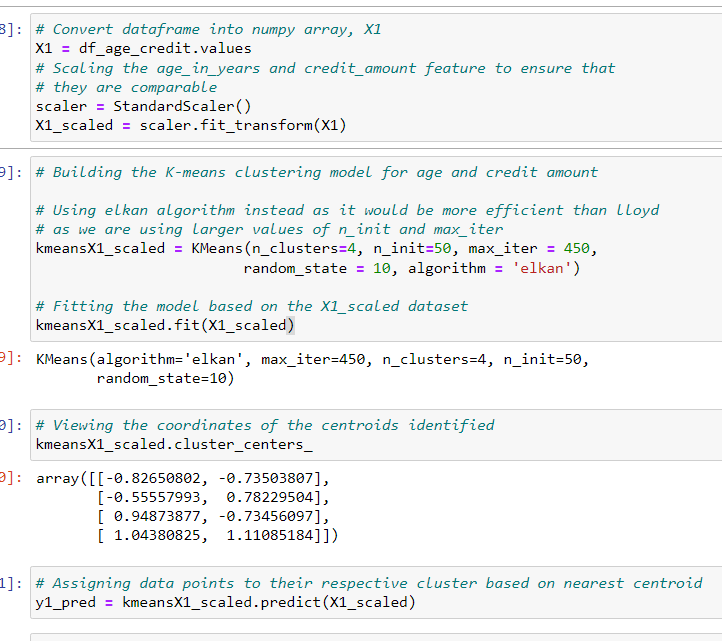 8]: # Convert dataframe into numpy array, X1
X1 = df_age_credit.values
# Scaling the age_in_years and credit_amount feature to ensure that
# they are comparable
scaler = StandardScaler()
X1_scaled = scaler.fit_transform(X1)
9]: # Building the K-means clustering model for age and credit amount
# Using elkan algorithm instead as it would be more efficient than lloyd
# as we are using larger values of n_init and max_iter
kmeansX1_scaled = KMeans(n_clusters=4, n_init=50, max_iter = 450,
random_state = 10, algorithm = 'elkan')
# Fitting the model based on the X1_scaled dataset
kmeansX1_scaled.fit(X1_scaled)
9]: KMeans(algorithm='elkan', max_iter=450, n_clusters=4, n_init=50,
random_state=10)
0]: # Viewing the coordinates of the centroids identified
kmeansX1_scaled.cluster_centers_
0]: array([[-0.82650802, -0.73503807],
[-0.55557993,  0.78229504],
[ 0.94873877, -0.73456097],
[ 1.04380825,  1.11085184]])
1]: # Assigning data points to their respective cluster based on nearest centroid
y1_pred = kmeansX1_scaled.predict(X1_scaled)